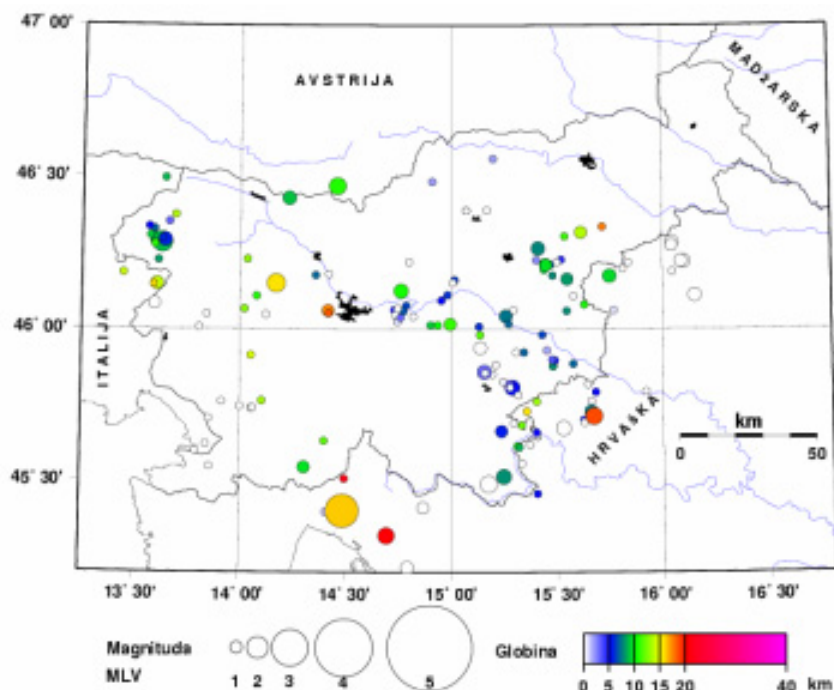 47° 00'
AVSTRIJA
MADŽARSKA
46° 30'
46° 00'
ITALIJA
HRVAŠKA
km
0 50
45° 30'
13° 30' 14° 00' 14° 30' 15° 00' 15° 30' 16° 00' 16° 30'
Magnituda
MLV
1 2 3 4 5
Globina
0 5 10 15 20 40 km